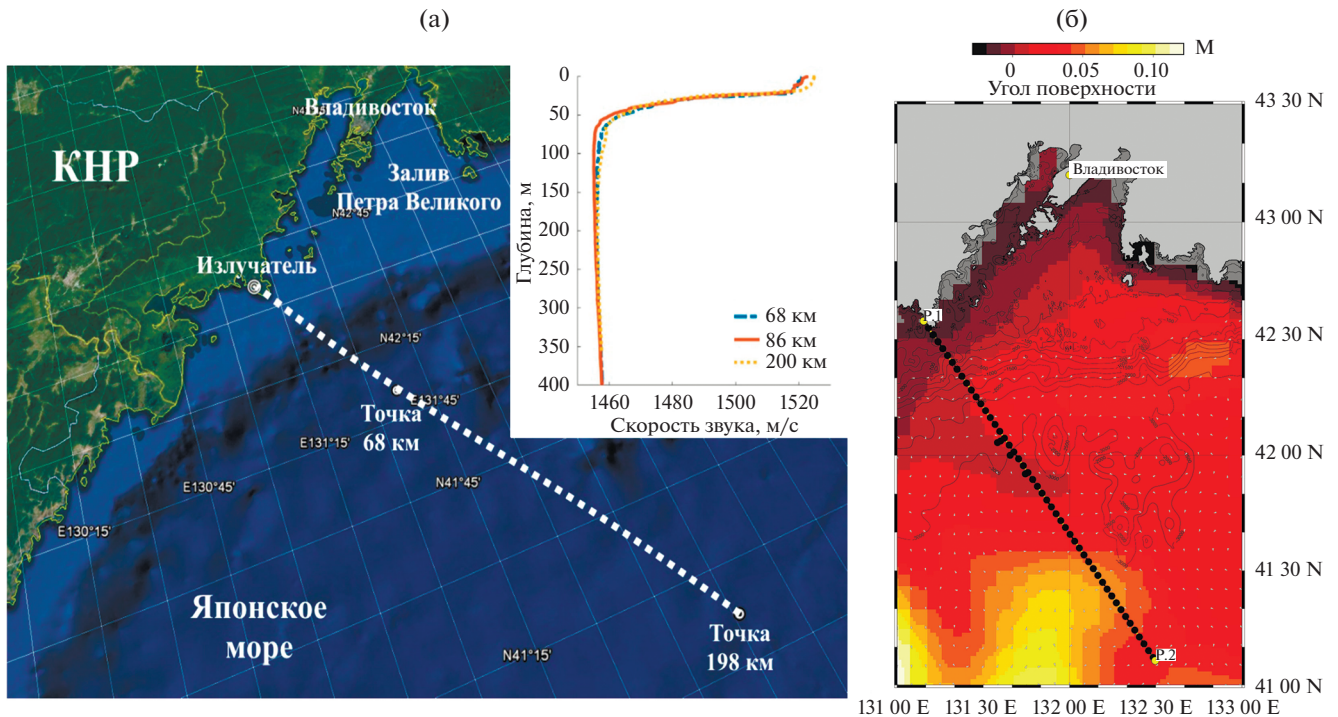 (а)
(б)
Владивосток
КНР
Залив
Петра Великого
N42°45'
Излучатель
N42°15'
Точка
68 км
E131°45'
E131°15'
N41°45'
E130°45'
E130°15'
Японское
море
Точка
198 км
N41°15'
0
50
100
150
200
250
300
350
400
Глубина, м
68 км
86 км
200 км
1460 1480 1500 1520
Скорость звука, м/с
М
0 0.05 0.10
Угол поверхности
43 30 N
Владивосток
43 00 N
P.1
42 30 N
42 00 N
41 30 N
P.2
41 00 N
131 00 E 131 30 E 132 00 E 132 30 E 133 00 E